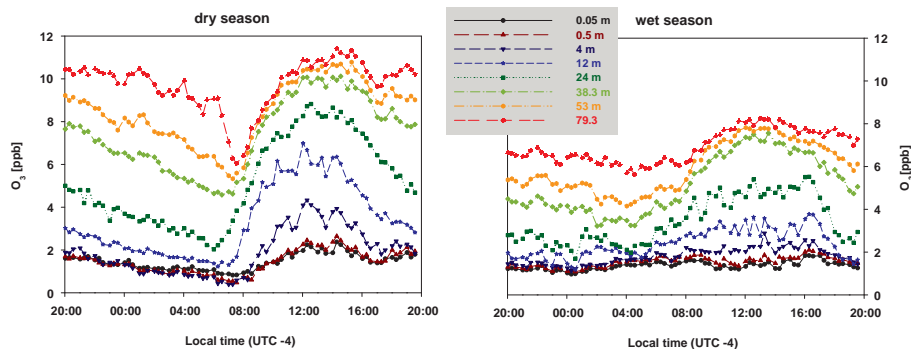 dry season
wet season
0.05 m
0.5 m
4 m
12 m
24 m
38.3 m
53 m
79.3
O3 [ppb]
12
10
8
6
4
2
0
20:00
00:00
04:00
08:00
12:00
16:00
20:00
Local time (UTC -4)
12
10
8
6
4
2
0
20:00
00:00
04:00
08:00
12:00
16:00
20:00
Local time (UTC -4)
[ppb]